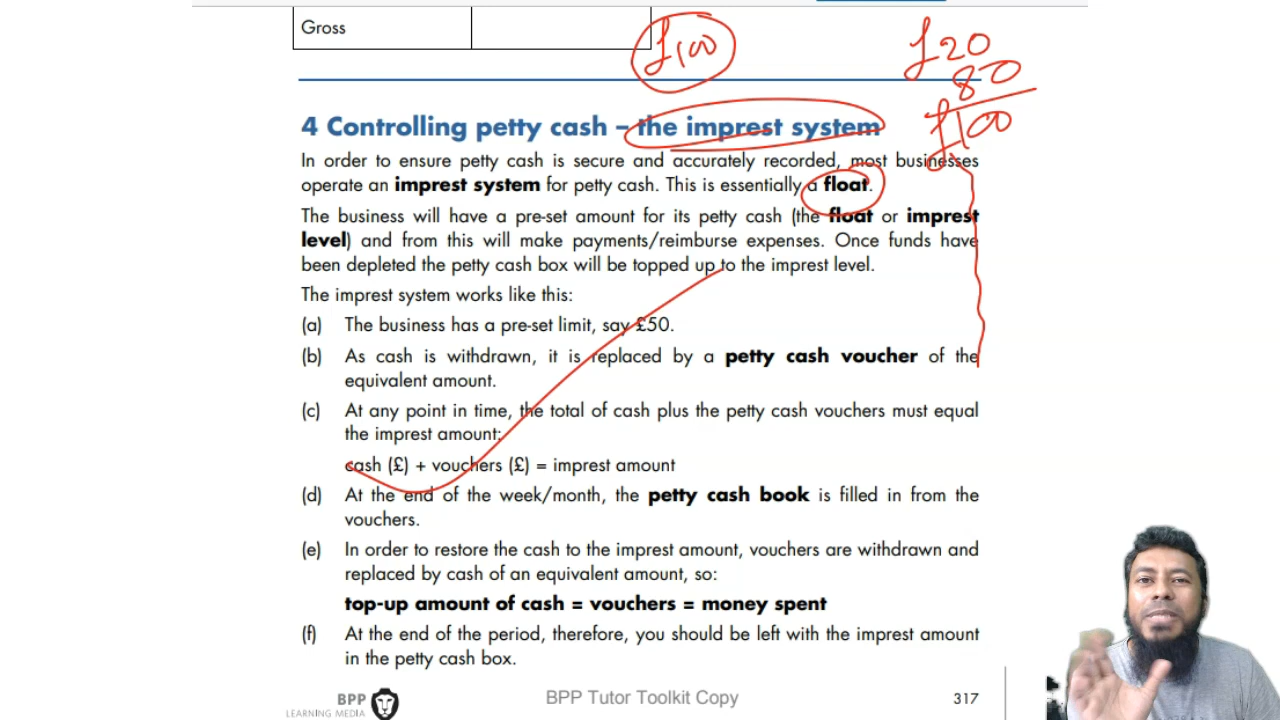 Gross
£100
£20
80
£100
4 Controlling petty cash – the imprest system
In order to ensure petty cash is secure and accurately recorded, most businesses
operate an imprest system for petty cash. This is essentially a float.
The business will have a pre-set amount for its petty cash (the float or imprest
level) and from this will make payments/reimburse expenses. Once funds have
been depleted the petty cash box will be topped up to the imprest level.
The imprest system works like this:
(a) The business has a pre-set limit, say £50.
(b) As cash is withdrawn, it is replaced by a petty cash voucher of the
equivalent amount.
(c) At any point in time, the total of cash plus the petty cash vouchers must equal
the imprest amount:
cash (£) + vouchers (£) = imprest amount
(d) At the end of the week/month, the petty cash book is filled in from the
vouchers.
(e) In order to restore the cash to the imprest amount, vouchers are withdrawn and
replaced by cash of an equivalent amount, so:
top-up amount of cash = vouchers = money spent
(f) At the end of the period, therefore, you should be left with the imprest amount
in the petty cash box.
BPP
LEARNING MEDIA
BPP Tutor Toolkit Copy
317